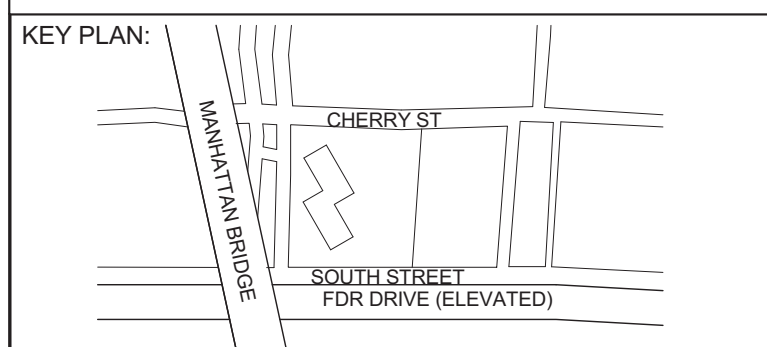 KEY PLAN:
CHERRY ST
MANHATTAN BRIDGE
SOUTH STREET
FDR DRIVE (ELEVATED)